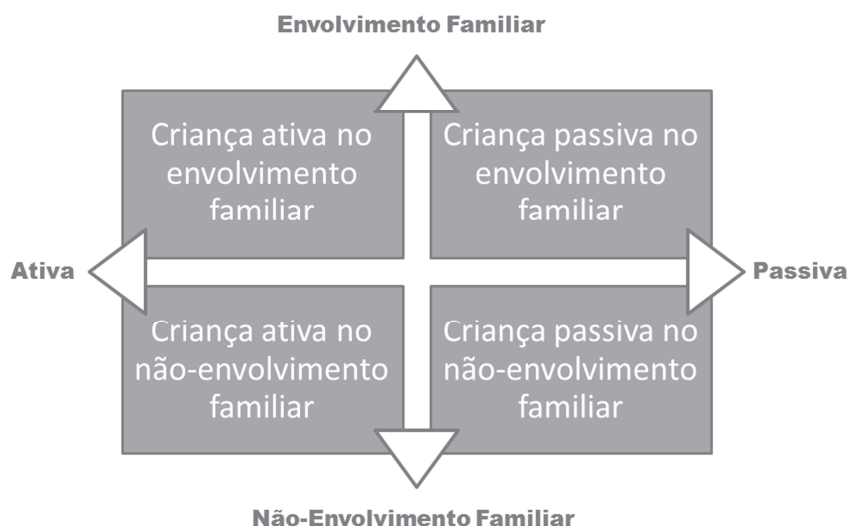 Envolvimento Familiar
Criança ativa no
envolvimento
familiar
Criança passiva no
envolvimento
familiar
Ativa
Passiva
Criança ativa no
não-envolvimento
familiar
Criança passiva no
não-envolvimento
familiar
Não-Envolvimento Familiar